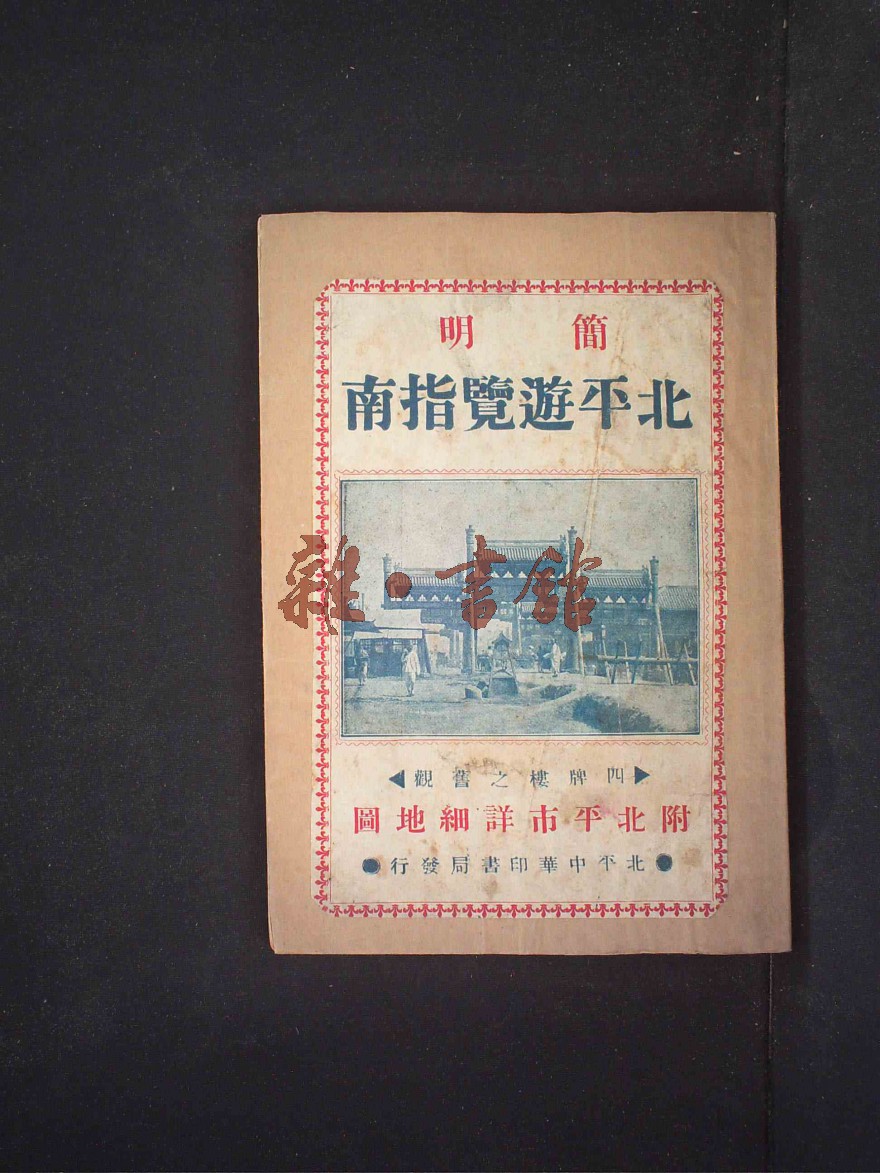 簡明
北平遊覽指南
雜·書館
四牌樓之舊觀
附北平市詳細地圖
北平中華印書局發行